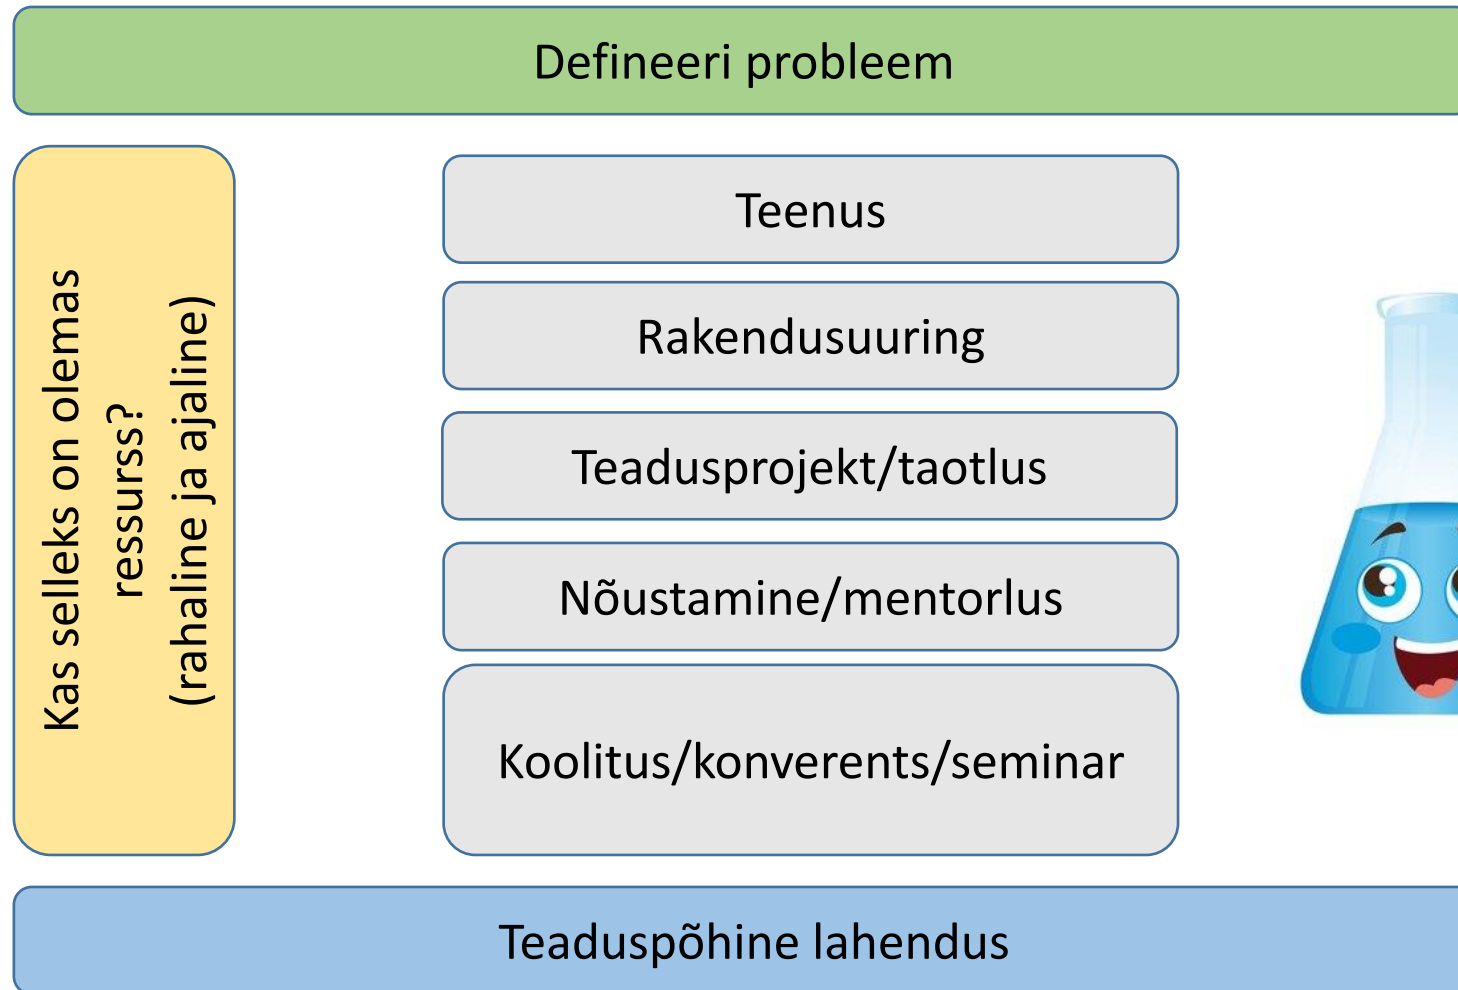 Defineeri probleem
Kas selleks on olemas
ressurss?
(rahaline ja ajaline)
Teenus
Rakendusuuring
Teadusprojekt/taotlus
Nõustamine/mentorlus
Koolitus/konverents/seminar
Teaduspõhine lahendus